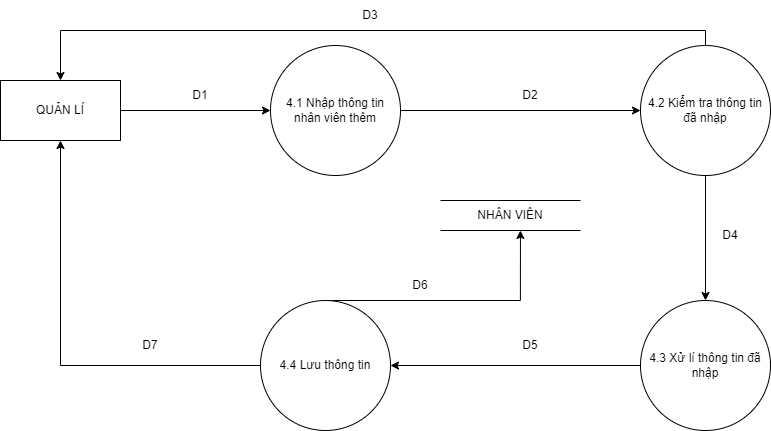 D3
QUẢN LÍ
D1
4.1 Nhập thông tin
nhân viên thêm
D2
4.2 Kiểm tra thông tin
đã nhập
NHÂN VIÊN
D4
D6
D7
4.4 Lưu thông tin
D5
4.3 Xử lí thông tin đã
nhập